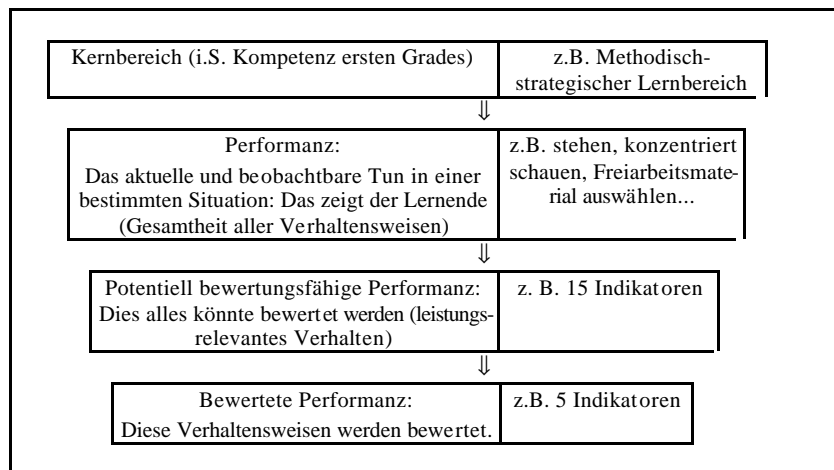 Kernbereich (i.S. Kompetenz ersten Grades)
z.B. Methodisch-
strategischer Lernbereich
⇓
Performanz:
Das aktuelle und beobachtbare Tun in einer
bestimmten Situation: Das zeigt der Lernende
(Gesamtheit aller Verhaltensweisen)
z.B. stehen, konzentriert
schauen, Freiarbeitsmate-
rial auswählen...
⇓
Potentiell bewertungsfähige Performanz:
Dies alles könnte bewertet werden (leistungs-
relevantes Verhalten)
z. B. 15 Indikatoren
⇓
Bewertete Performanz:
Diese Verhaltensweisen werden bewertet.
z.B. 5 Indikatoren